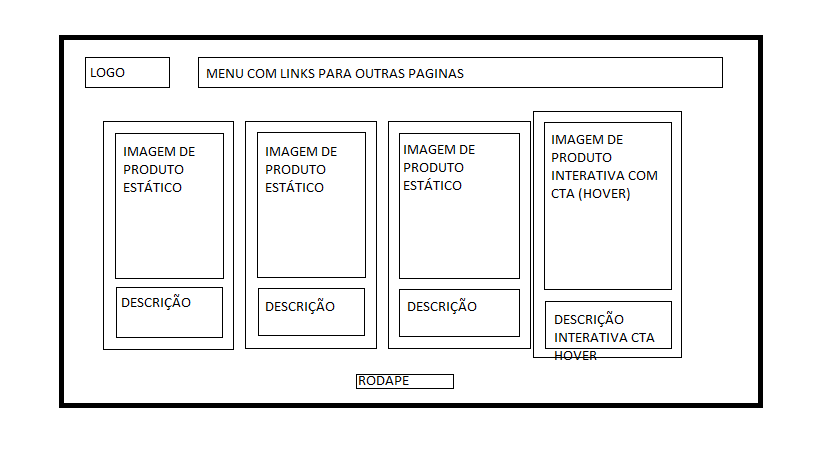 LOGO
MENU COM LINKS PARA OUTRAS PAGINAS
IMAGEM DE
PRODUTO
ESTÁTICO
DESCRIÇÃO
IMAGEM DE
PRODUTO
ESTÁTICO
DESCRIÇÃO
IMAGEM DE
PRODUTO
ESTÁTICO
DESCRIÇÃO
IMAGEM DE
PRODUTO
INTERATIVA COM
CTA (HOVER)
DESCRIÇÃO
INTERATIVA CTA
HOVER
RODAPE